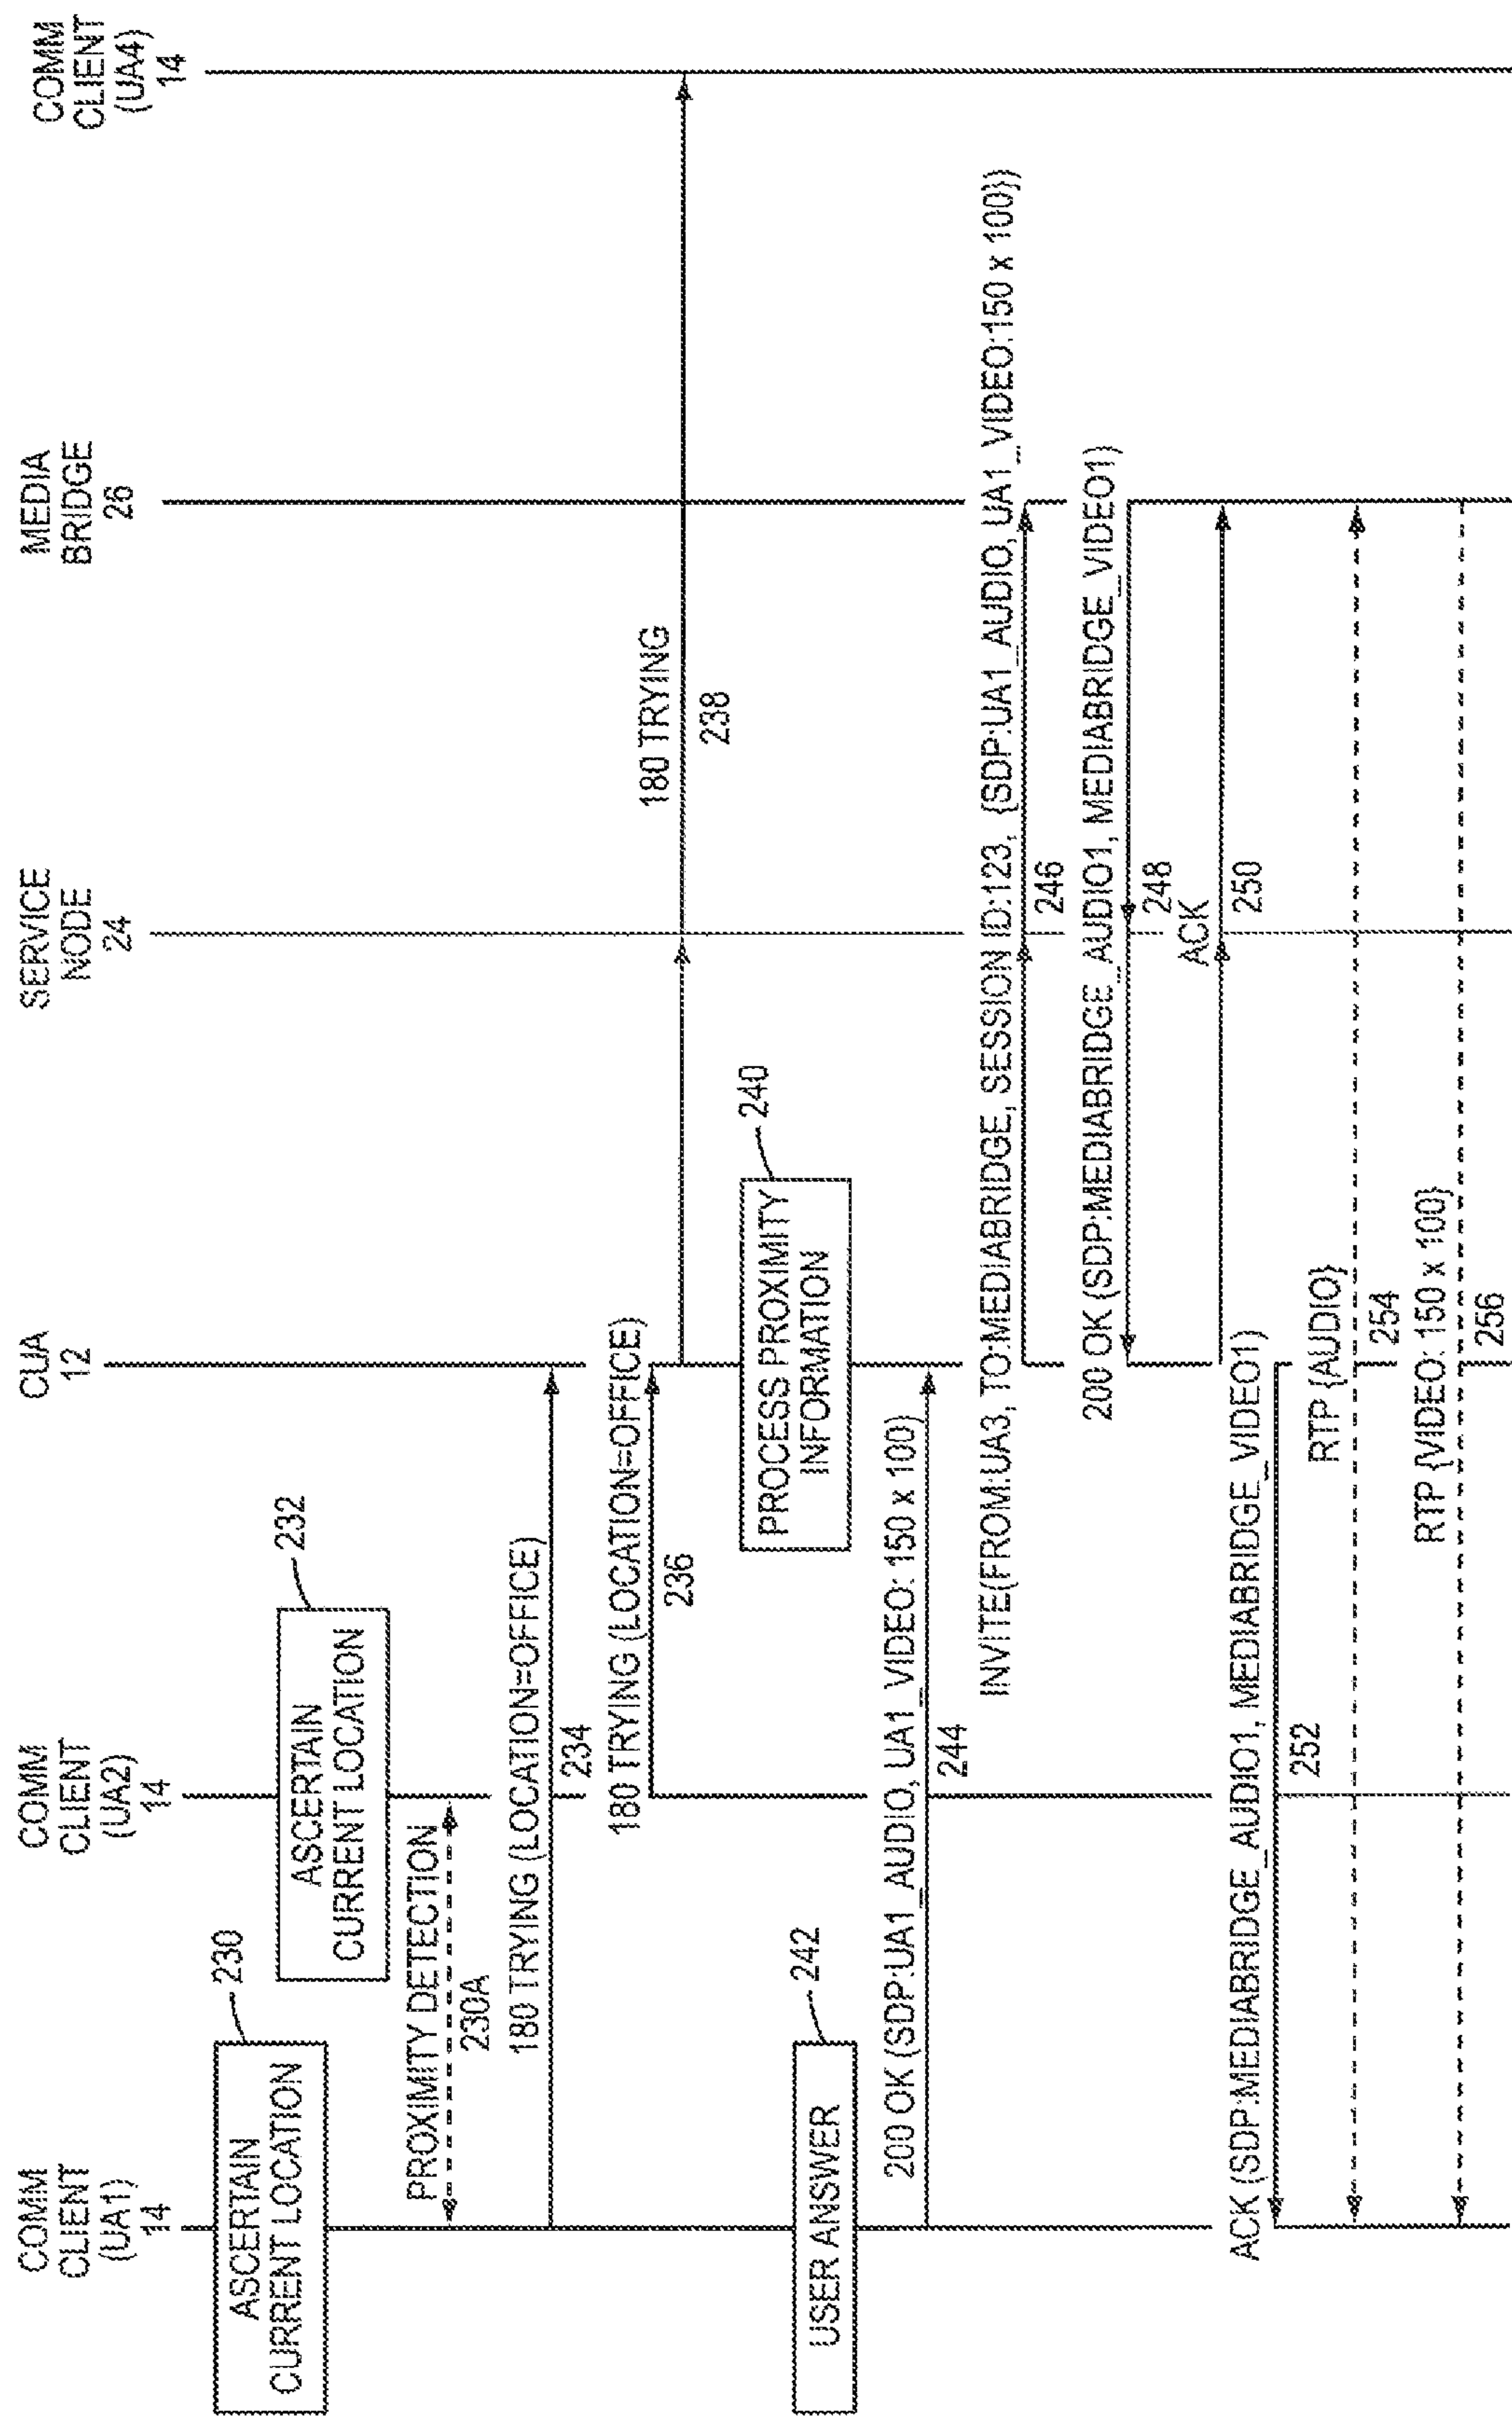 COMM
CLIENT
(UA1)
14
COMM
CLIENT
(UA2)
14
CUA
12
SERVICE
NODE
24
MEDIA
BRIDGE
26
COMM
CLIENT
(UA4)
14
ASCERTAIN
CURRENT LOCATION
230
ASCERTAIN
CURRENT LOCATION
232
PROXIMITY DETECTION
230A
180 TRYING (LOCATION=OFFICE)
234
180 TRYING (LOCATION=OFFICE)
236
180 TRYING
238
PROCESS PROXIMITY
INFORMATION
240
USER ANSWER
242
200 OK (SDP:UA1_AUDIO, UA1_VIDEO: 150 x 100}
244
INVITE(FROM:UA3, TO:MEDIABRIDGE, SESSION ID:123, {SDP:UA1_AUDIO, UA1_VIDEO:150 x 100})
246
200 OK (SDP:MEDIABRIDGE_AUDIO1, MEDIABRIDGE_VIDEO1)
248
ACK
250
ACK (SDP:MEDIABRIDGE_AUDIO1, MEDIABRIDGE_VIDEO1)
252
RTP {AUDIO}
254
RTP {VIDEO: 150 x 100}
256